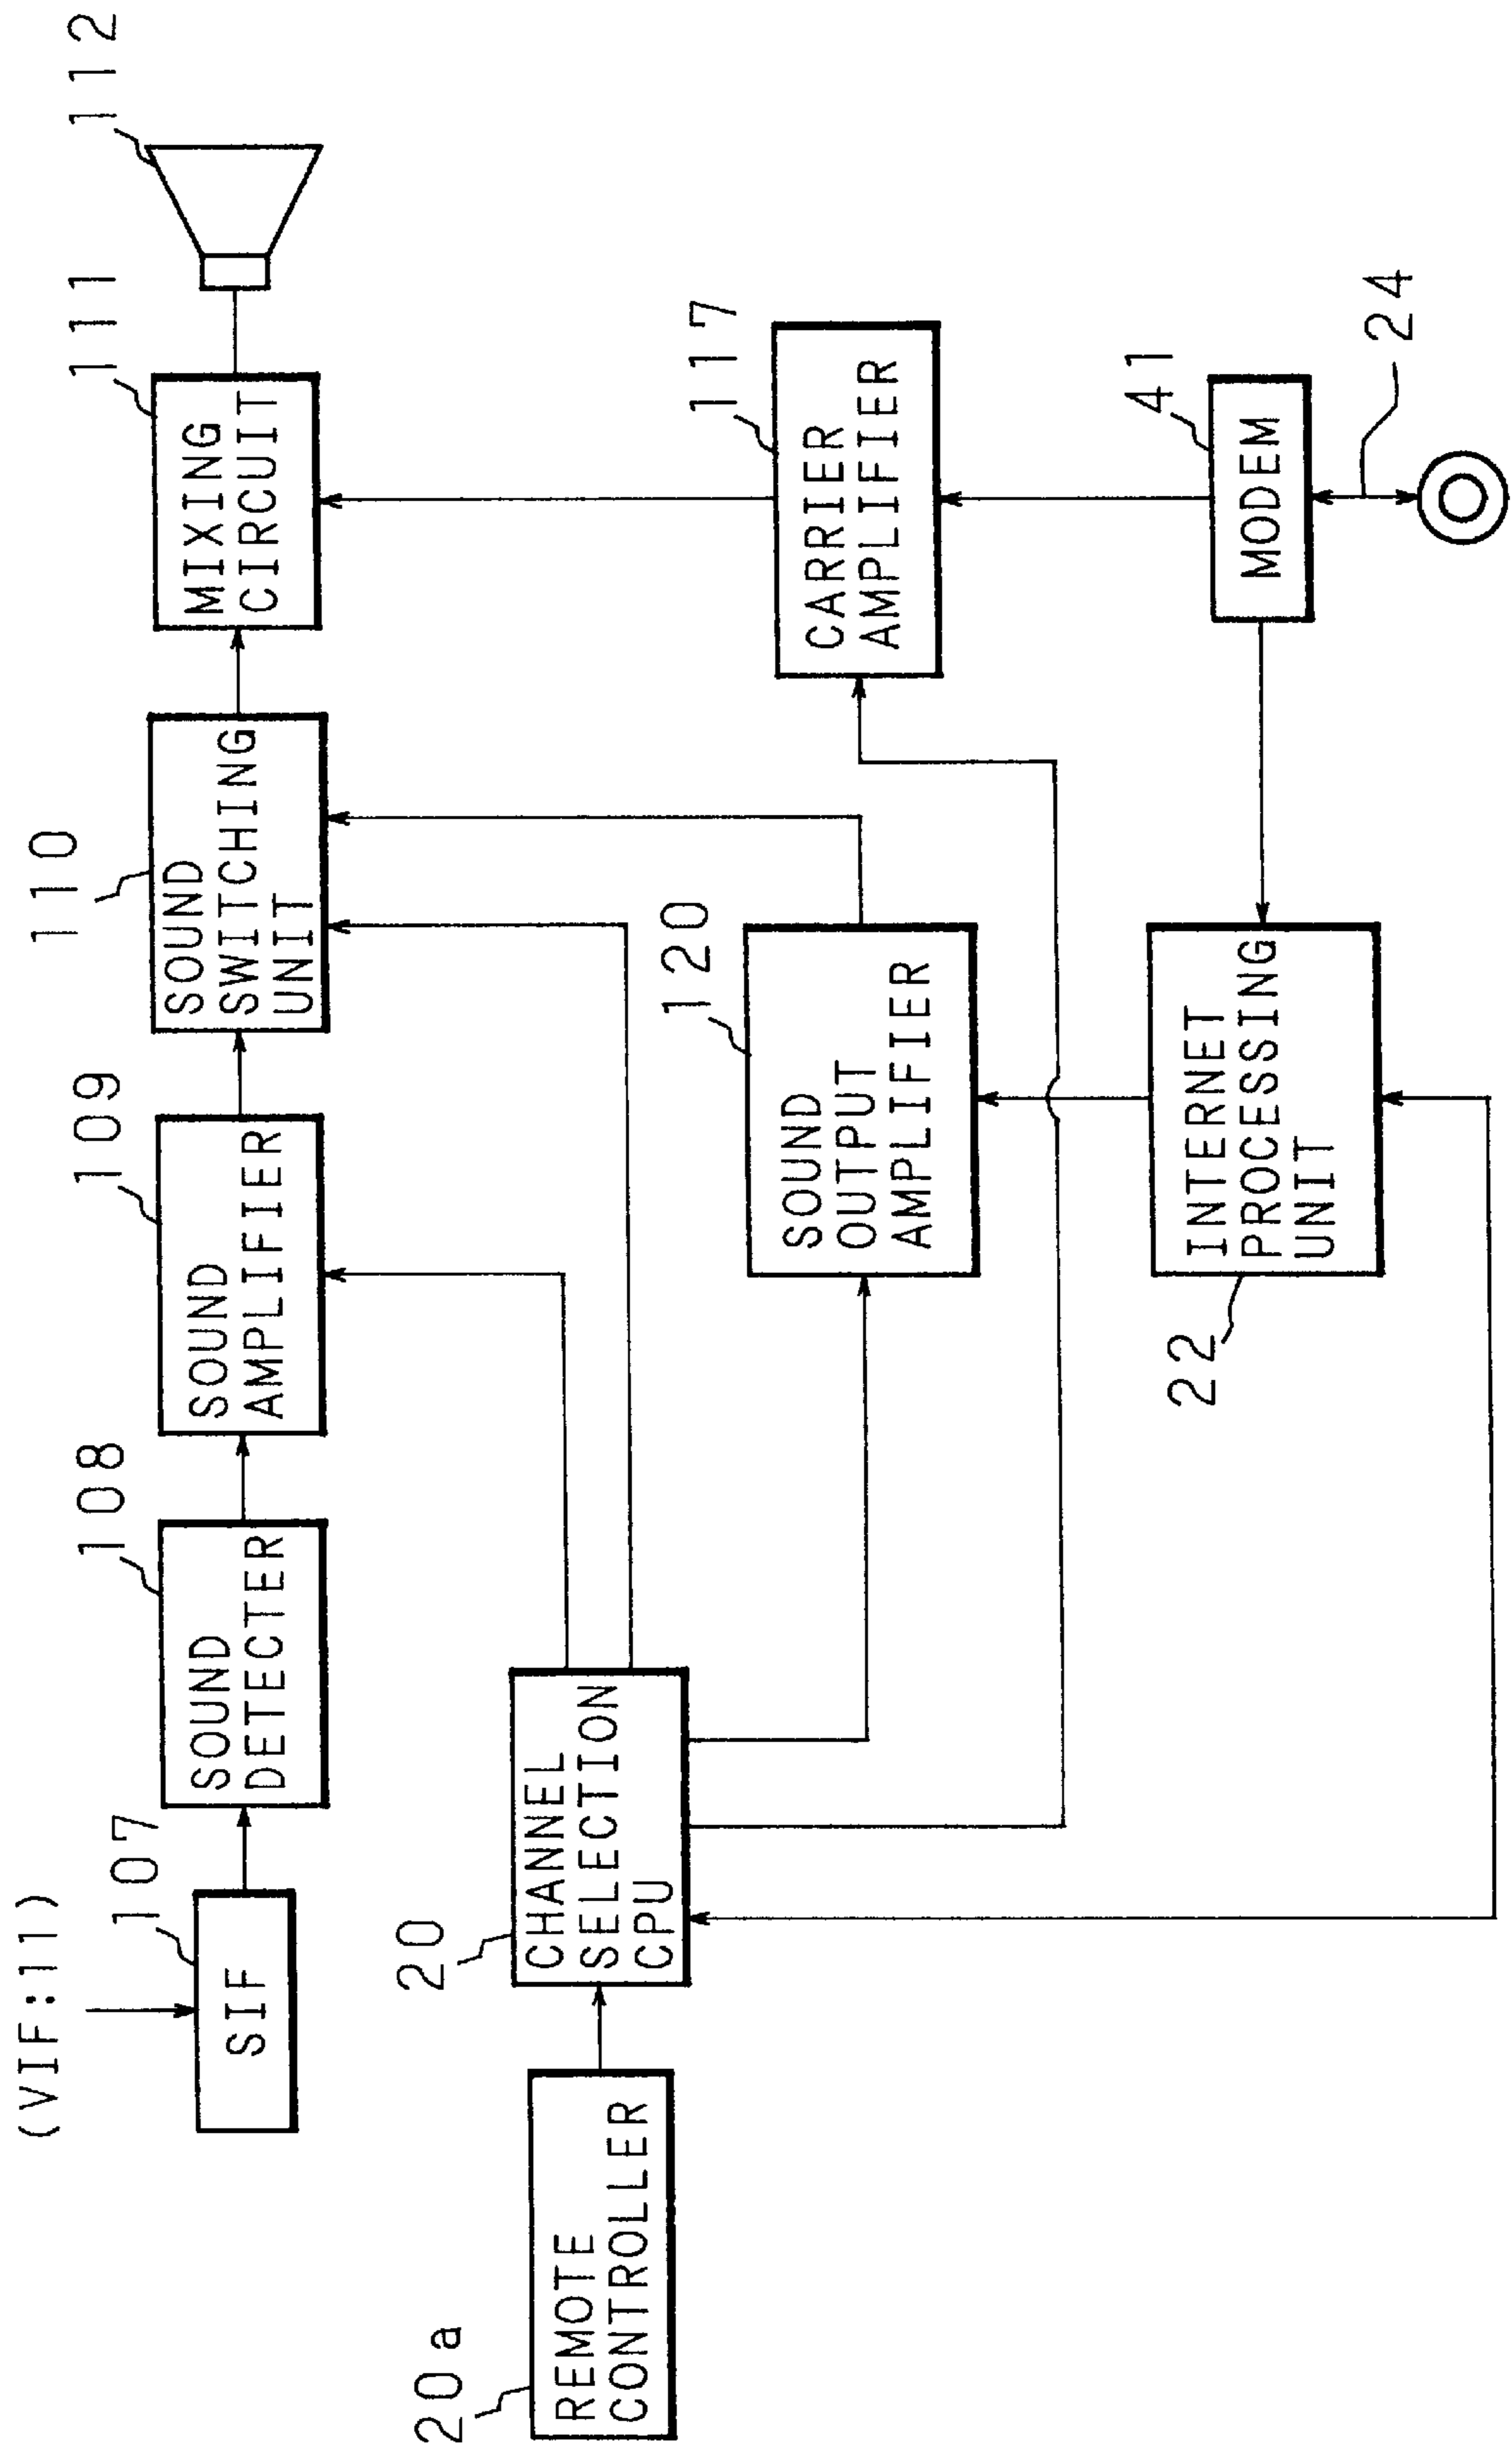 (VIF:11)
107
SIF
108
SOUND
DETECTER
109
SOUND
AMPLIFIER
110
SOUND
SWITCHING
UNIT
111
MIXING
CIRCUIT
112
20a
REMOTE
CONTROLLER
20
CHANNEL
SELECTION
CPU
120
SOUND
OUTPUT
AMPLIFIER
117
CARRIER
AMPLIFIER
22
INTERNET
PROCESSING
UNIT
41
MODEM
24